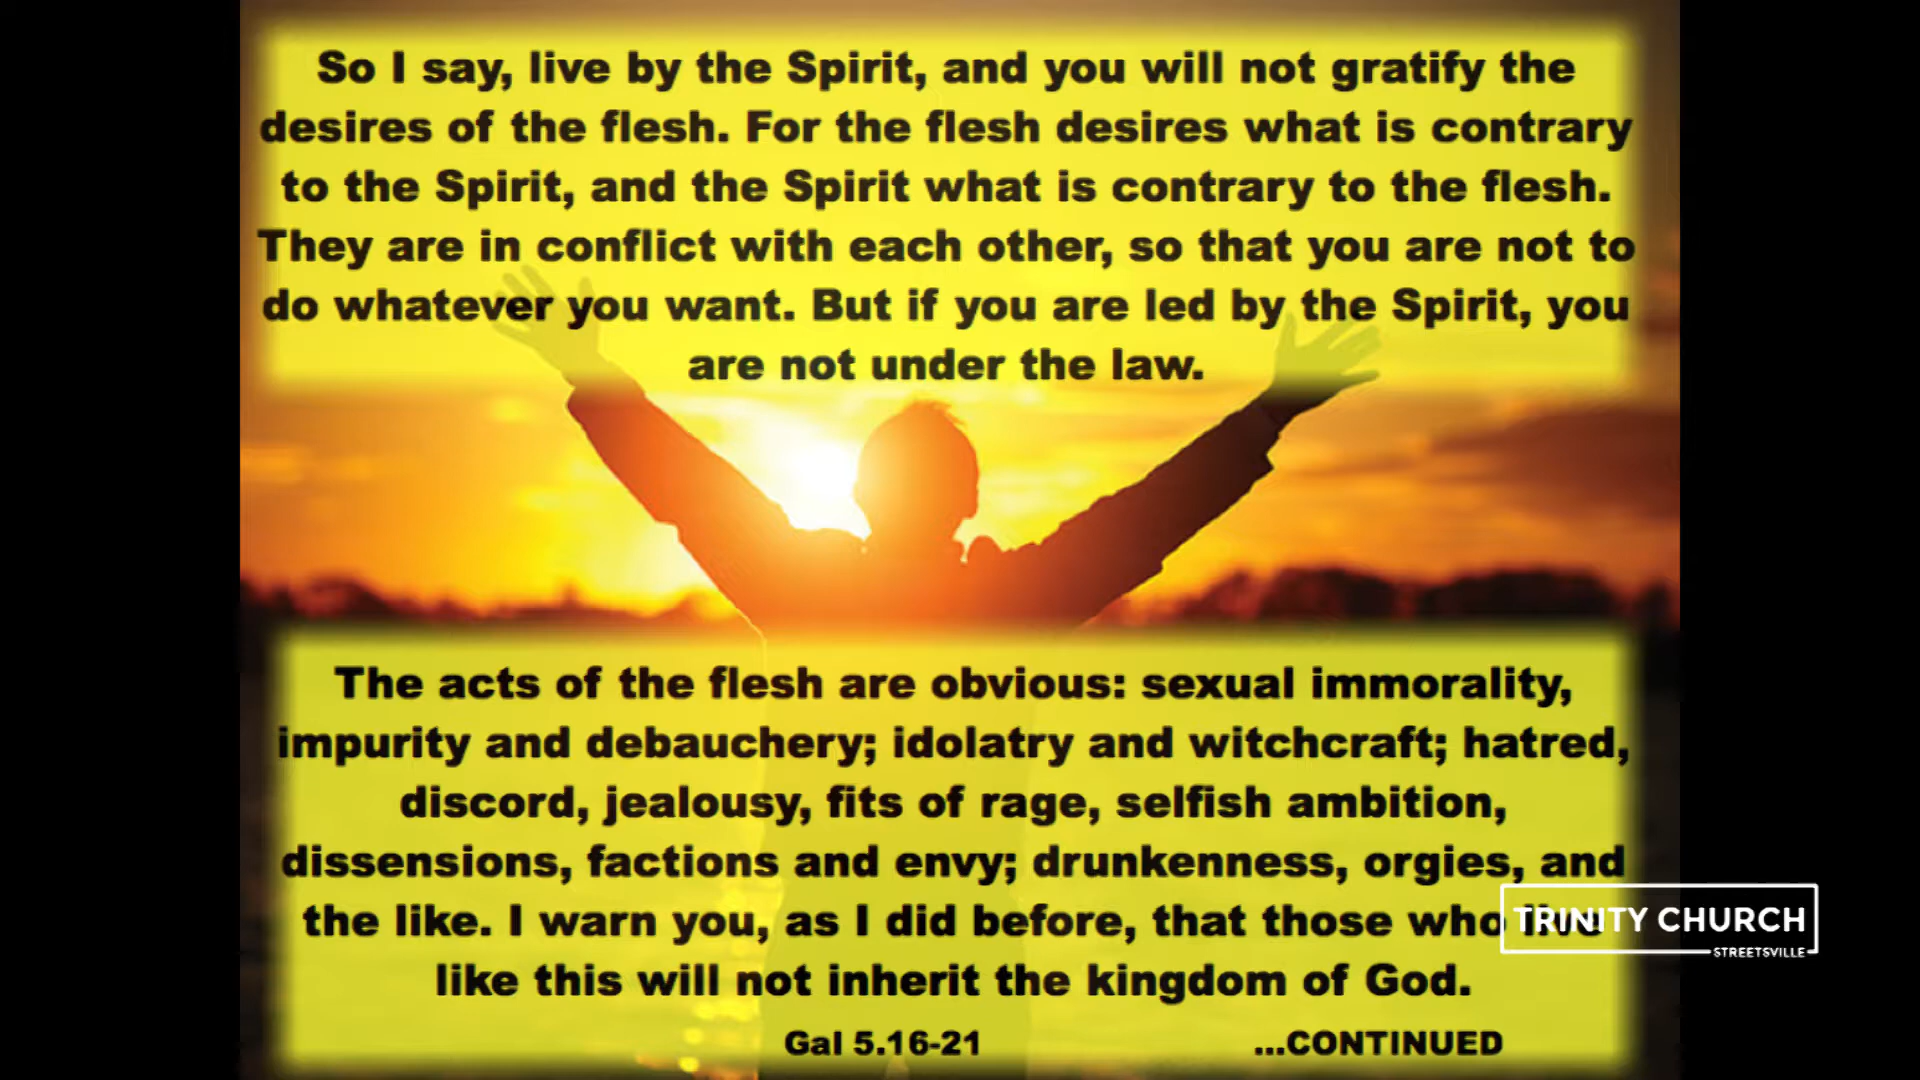 So I say, live by the Spirit, and you will not gratify the
desires of the flesh. For the flesh desires what is contrary
to the Spirit, and the Spirit what is contrary to the flesh.
They are in conflict with each other, so that you are not to
do whatever you want. But if you are led by the Spirit, you
are not under the law.
The acts of the flesh are obvious: sexual immorality,
impurity and debauchery; idolatry and witchcraft; hatred,
discord, jealousy, fits of rage, selfish ambition,
dissensions, factions and envy; drunkenness, orgies, and
the like. I warn you, as I did before, that those who live
like this will not inherit the kingdom of God.
Gal 5.16-21 ...CONTINUED
TRINITY CHURCH
STREETSVILLE